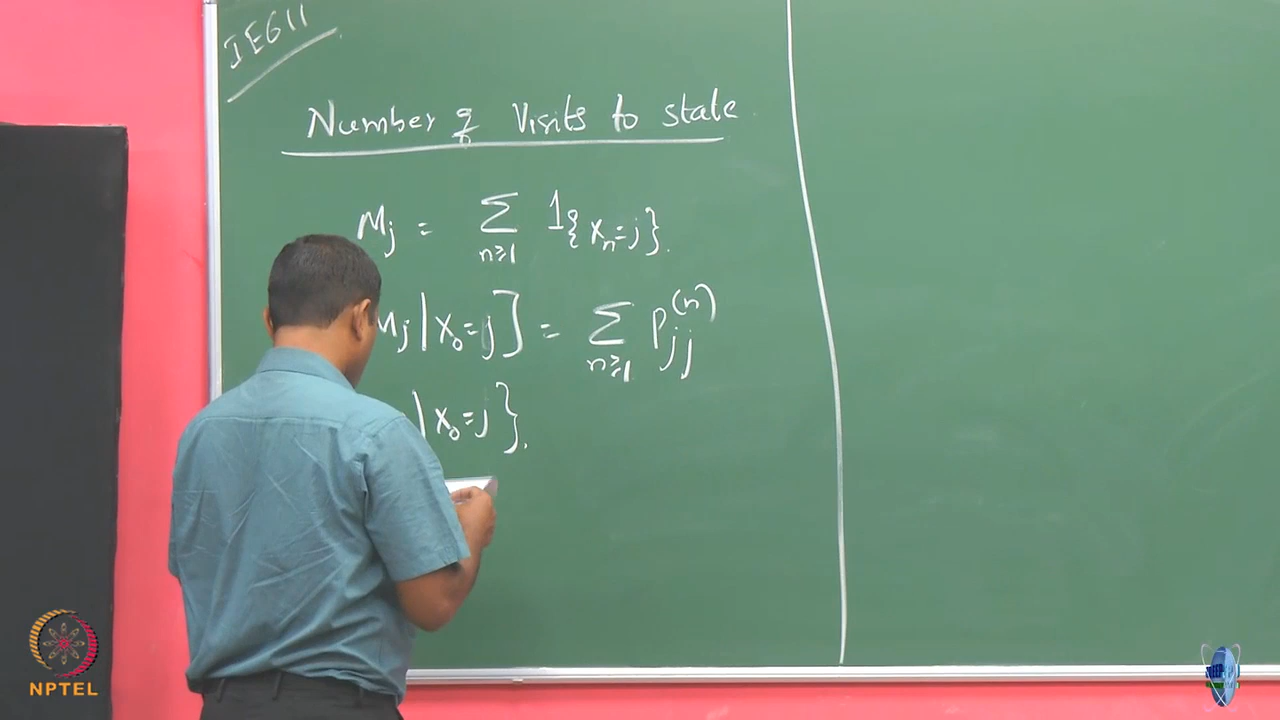 IE611
Number of Visits to state
Mj = Σ n≥1 1{Xn=j}.
Mj|X0=j] = Σ n≥1 Pjj(n)
|X0=j}.
NPTEL